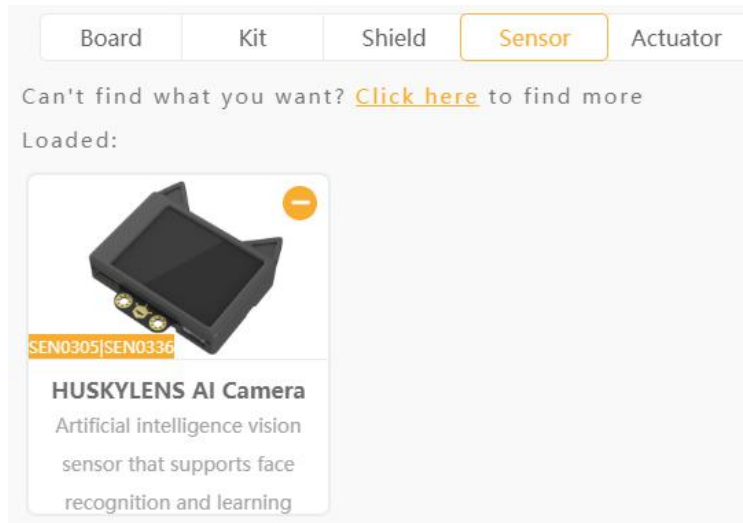 Board Kit Shield Sensor Actuator
Can't find what you want? Click here to find more
Loaded:
SEN0305|SEN0336
HUSKYLENS AI Camera
Artificial intelligence vision
sensor that supports face
recognition and learning